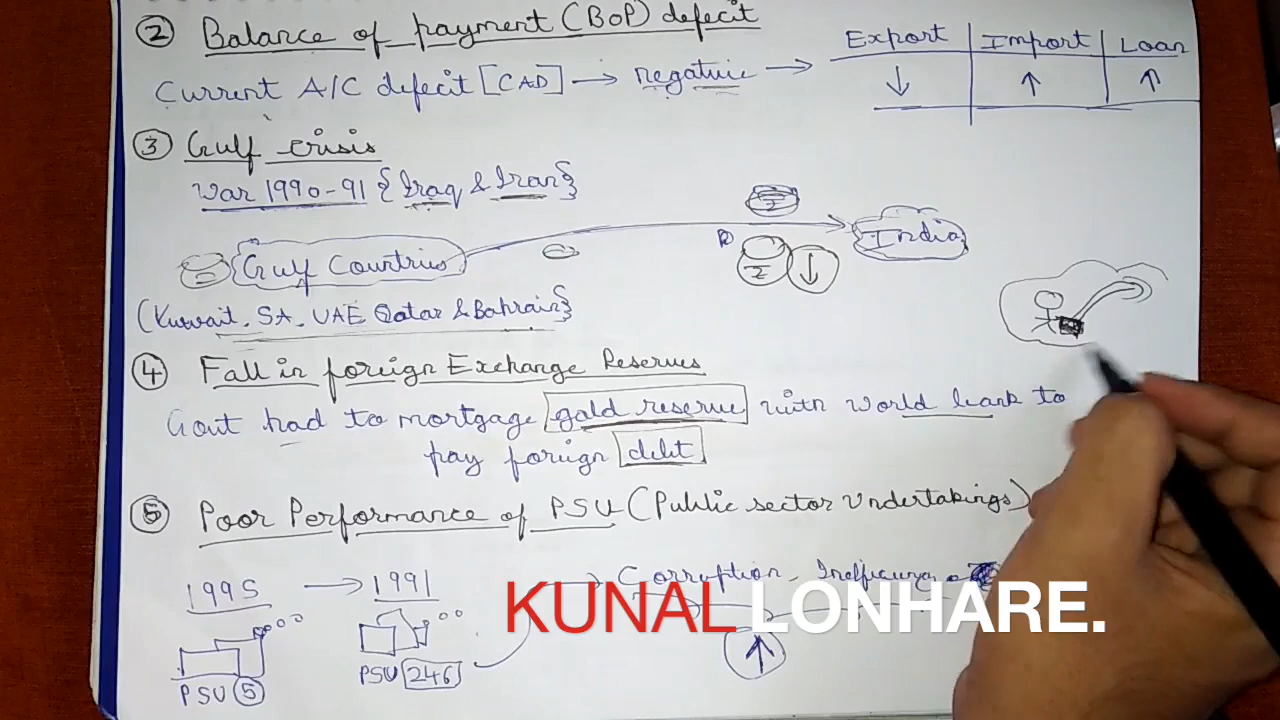 ② Balance of payment (BOP) defecit
Export | Import | Loan
Current A/C defecit [CAD] → negative →
↓ | ↑ | ↑
③ Gulf crisis
War 1990-91 {Iraq & Iran}
Gulf Countries
India
(Kuwait, SA, UAE Qatar & Bahrain}
④ Fall in foreign Exchange Reserves
Govt had to mortgage gold reserve with world bank to
pay foreign debt
⑤ Poor Performance of PSU (Public sector Undertakings)
199S → 1991 → Corruption, Inefficiency
KUNAL LONHARE.
PSU ⑤
PSU 246
↑